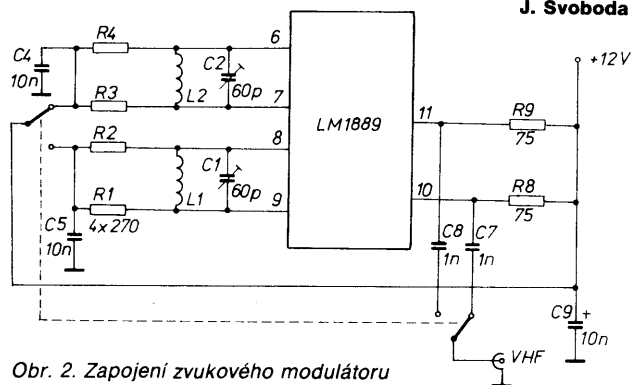 J. Svoboda
R4
C4
10n
R3
R2
R1
4x270
C5
10n
L2
C2
60p
L1
C1
60p
6
7
8
9
LM1889
11
10
R9
75
R8
75
+12V
C8
1n
C7
1n
C9
+
10n
VHF
Obr. 2. Zapojení zvukového modulátoru